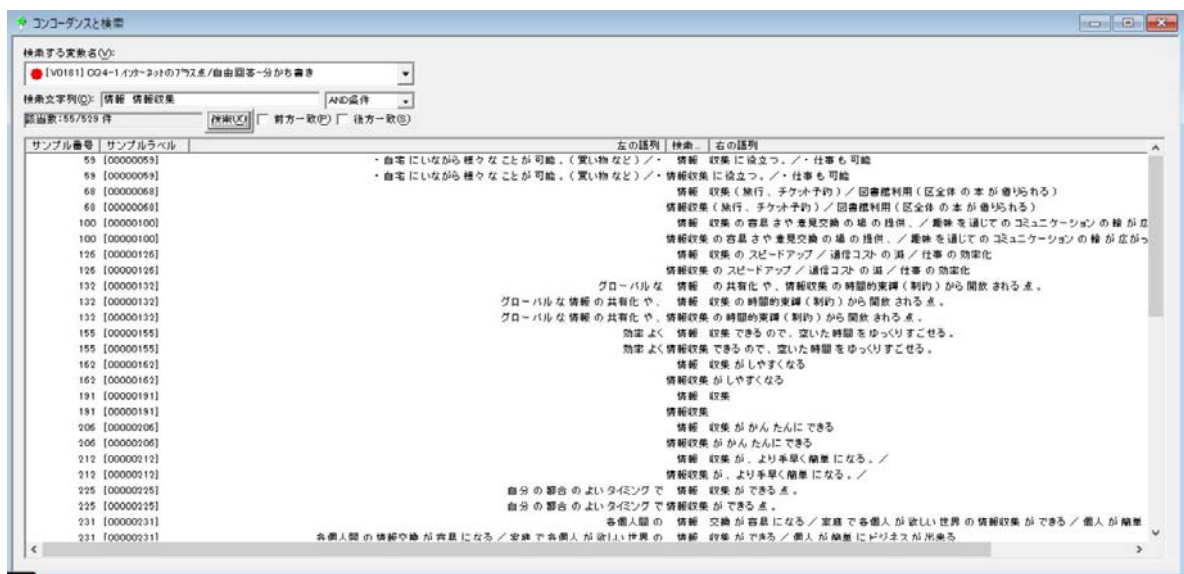 コンコーダンスと検索
検索する変数名(V):
[V0181] CQ4-1 インターネットのプラス点/自由回答-分かち書き
検索文字列(Q): 情報 情報収集 AND条件
該当数:55/529 件 検索(X) 前方一致(P) 後方一致(S)
サンプル番号 サンプルラベル 左の語列 検索... 右の語列
59 [00000059] ・自宅 にいながら 様々 な こと が 可能 。( 買い物 など ) / ・ 情報 収集 に 役立つ 。/ ・ 仕事 も 可能
59 [00000059] ・自宅 にいながら 様々 な こと が 可能 。( 買い物 など ) / ・ 情報収集 に 役立つ 。/ ・ 仕事 も 可能
68 [00000068] 情報 収集 ( 旅行 、 チケット予約 ) / 図書館利用 ( 区全体 の 本 が 借りられる )
68 [00000068] 情報収集 ( 旅行 、 チケット予約 ) / 図書館利用 ( 区全体 の 本 が 借りられる )
100 [00000100] 情報 収集 の 容易 さや 意見交換 の 場 の 提供 、 / 趣味 を 通じて の コミュニケーション の 輪 が 広
100 [00000100] 情報収集 の 容易 さや 意見交換 の 場 の 提供 、 / 趣味 を 通じて の コミュニケーション の 輪 が 広がっ
126 [00000126] 情報 収集 の スピードアップ / 通信コスト の 減 / 仕事 の 効率化
126 [00000126] 情報収集 の スピードアップ / 通信コスト の 減 / 仕事 の 効率化
132 [00000132] グローバル な 情報 の 共有化 や 、 情報収集 の 時間的束縛 ( 制約 ) から 開放 される 点 。
132 [00000132] グローバル な 情報 の 共有化 や 、 情報 収集 の 時間的束縛 ( 制約 ) から 開放 される 点 。
132 [00000132] グローバル な 情報 の 共有化 や 、 情報収集 の 時間的束縛 ( 制約 ) から 開放 される 点 。
155 [00000155] 効率 よく 情報 収集 できる ので 、 空いた 時間 を ゆっくり すごせる 。
155 [00000155] 効率 よく 情報収集 できる ので 、 空いた 時間 を ゆっくり すごせる 。
162 [00000162] 情報 収集 が しやすくなる
162 [00000162] 情報収集 が しやすくなる
191 [00000191] 情報 収集
191 [00000191] 情報収集
206 [00000206] 情報 収集 が かん たんに できる
206 [00000206] 情報収集 が かん たんに できる
212 [00000212] 情報 収集 が 、 より 手早く 簡単 に なる 。 /
212 [00000212] 情報収集 が 、 より 手早く 簡単 に なる 。 /
225 [00000225] 自分 の 都合 の よい タイミング で 情報 収集 が できる 点 。
225 [00000225] 自分 の 都合 の よい タイミング で 情報収集 が できる 点 。
231 [00000231] 各個人間 の 情報 交換 が 容易 に なる / 家庭 で 各個人 が 欲しい 世界 の 情報収集 が できる / 個人 が 簡単
231 [00000231] 各個人間 の 情報交換 が 容易 に なる / 家庭 で 各個人 が 欲しい 世界 の 情報 収集 が できる / 個人 が 簡単 に ビジネス が 出来る